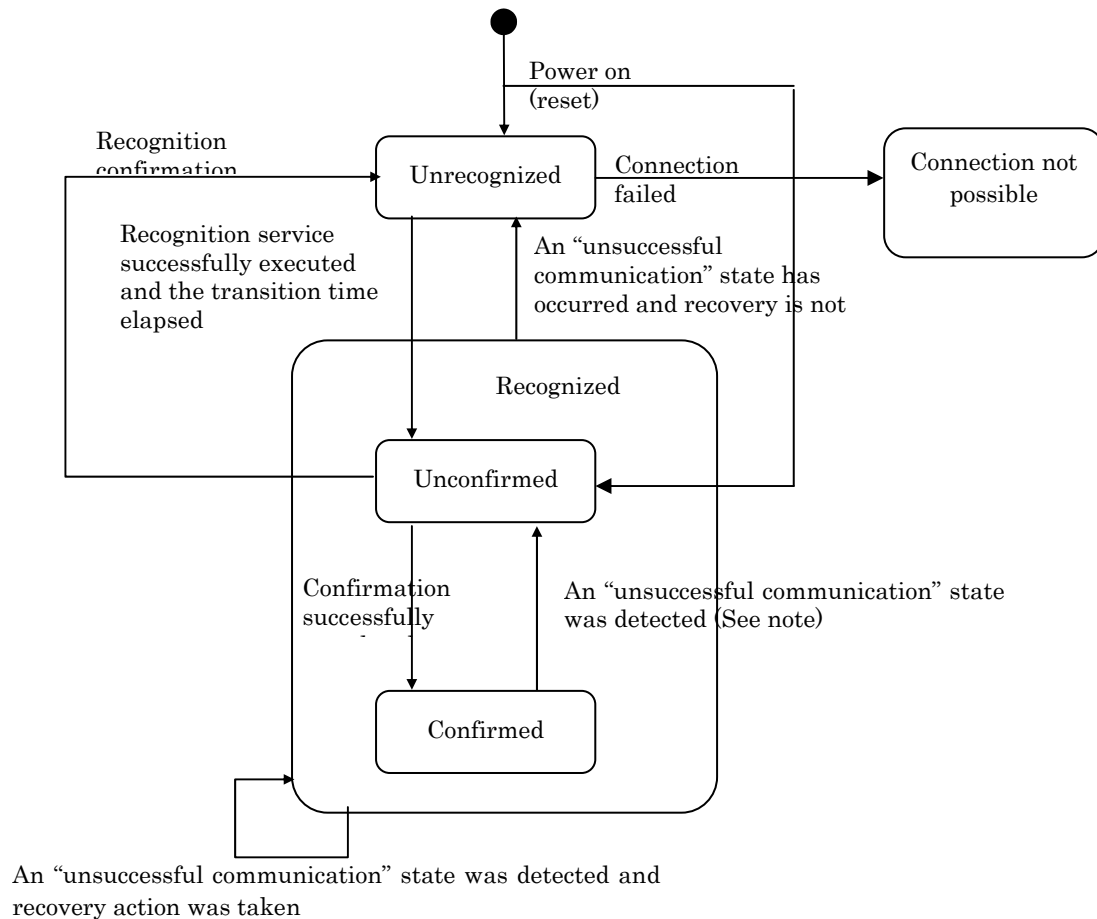 Power on
(reset)
Recognition
confirmation
Unrecognized
Connection
failed
Connection not
possible
Recognition service
successfully executed
and the transition time
elapsed
An “unsuccessful
communication” state has
occurred and recovery is not
Recognized
Unconfirmed
Confirmation
successfully
An “unsuccessful communication” state
was detected (See note)
Confirmed
An “unsuccessful communication” state was detected and
recovery action was taken